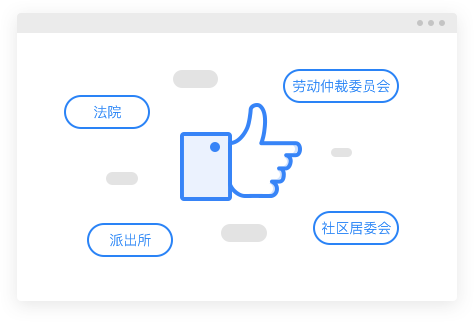 劳动仲裁委员会
法院
社区居委会
派出所